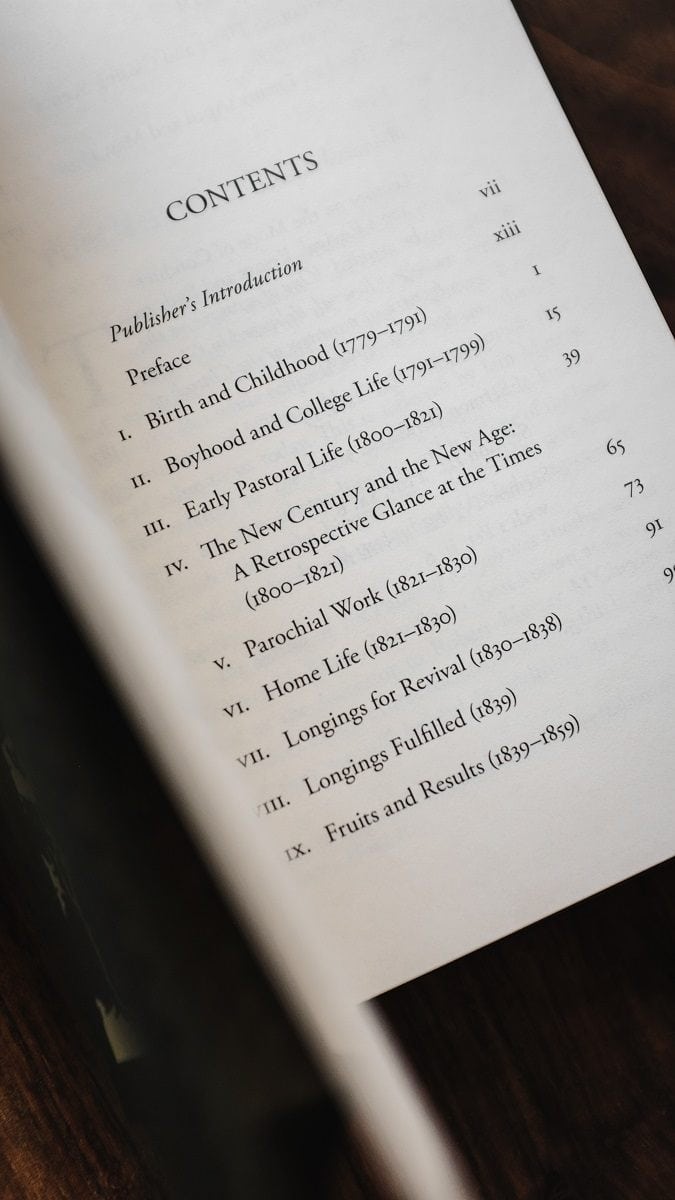 CONTENTS
Publisher's Introduction vii
Preface xiii
I. Birth and Childhood (1779–1791) 1
II. Boyhood and College Life (1791–1799) 15
III. Early Pastoral Life (1800–1821) 39
IV. The New Century and the New Age:
A Retrospective Glance at the Times
(1800–1821) 65
V. Parochial Work (1821–1830) 73
VI. Home Life (1821–1830) 91
VII. Longings for Revival (1830–1838)
VIII. Longings Fulfilled (1839)
IX. Fruits and Results (1839–1859)